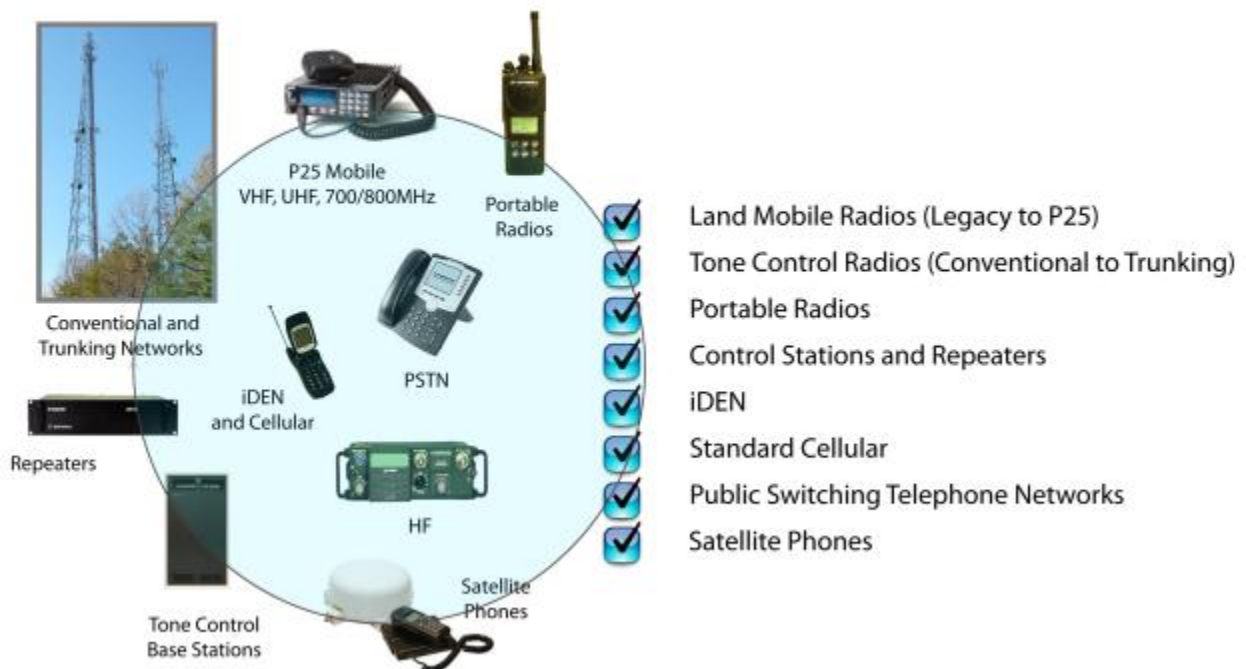 P25 Mobile
VHF, UHF, 700/800MHz
Portable
Radios
Conventional and
Trunking Networks
PSTN
iDEN
and Cellular
Repeaters
HF
Satellite
Phones
Tone Control
Base Stations
Land Mobile Radios (Legacy to P25)
Tone Control Radios (Conventional to Trunking)
Portable Radios
Control Stations and Repeaters
iDEN
Standard Cellular
Public Switching Telephone Networks
Satellite Phones